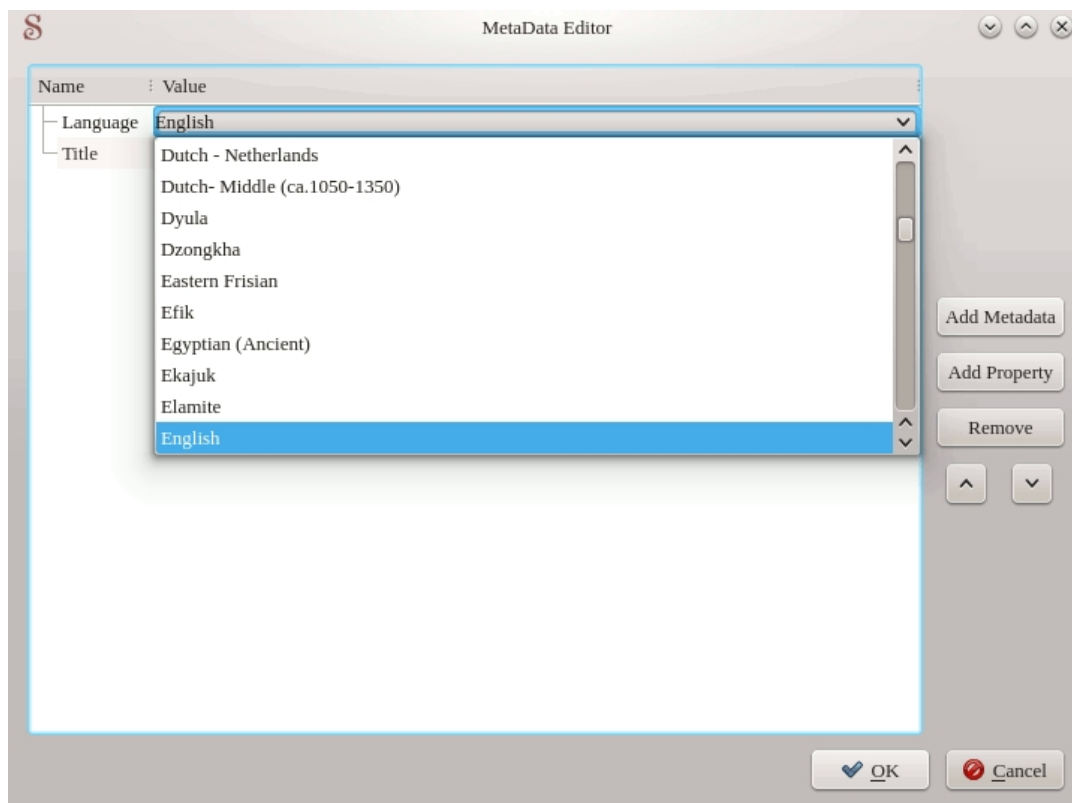 S
MetaData Editor
Name Value
Language English
Title
Dutch - Netherlands
Dutch- Middle (ca.1050-1350)
Dyula
Dzongkha
Eastern Frisian
Efik
Egyptian (Ancient)
Ekajuk
Elamite
English
Add Metadata
Add Property
Remove
OK
Cancel